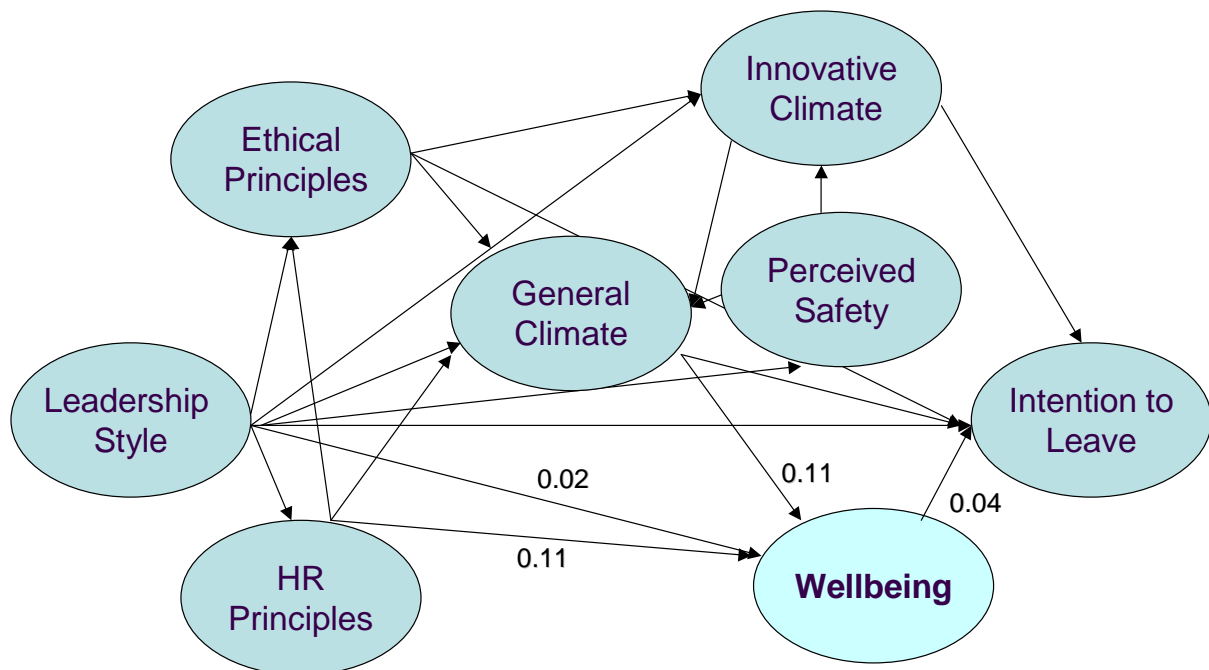 Innovative
Climate
Ethical
Principles
Perceived
Safety
General
Climate
Leadership
Style
Intention to
Leave
0.02
0.11
0.04
0.11
HR
Principles
Wellbeing